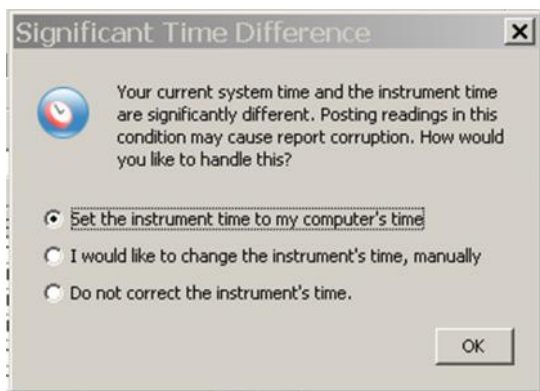 Significant Time Difference
Your current system time and the instrument time
are significantly different. Posting readings in this
condition may cause report corruption. How would
you like to handle this?
Set the instrument time to my computer's time
I would like to change the instrument's time, manually
Do not correct the instrument's time.
OK